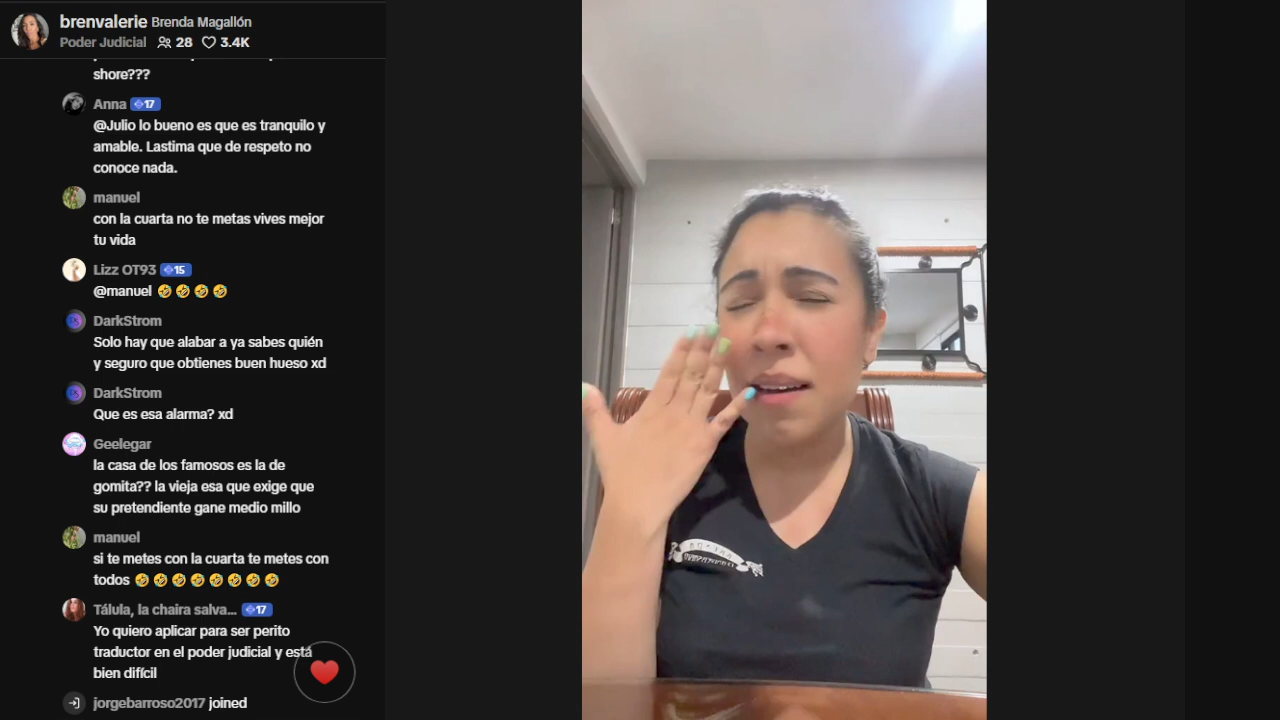 brenvalerie Brenda Magallón
Poder Judicial 28 3.4K
shore???
Anna 17
@Julio lo bueno es que es tranquilo y
amable. Lastima que de respeto no
conoce nada.
manuel
con la cuarta no te metas vives mejor
tu vida
Lizz OT93 15
@manuel 🤣 🤣 🤣 🤣
DarkStrom
Solo hay que alabar a ya sabes quién
y seguro que obtienes buen hueso xd
DarkStrom
Que es esa alarma? xd
Geelegar
la casa de los famosos es la de
gomita?? la vieja esa que exige que
su pretendiente gane medio millo
manuel
si te metes con la cuarta te metes con
todos 🤣 🤣 🤣 🤣 🤣 🤣 🤣 🤣
Tálula, la chaira salva... 17
Yo quiero aplicar para ser perito
traductor en el poder judicial y está
bien difícil
jorgebarroso2017 joined